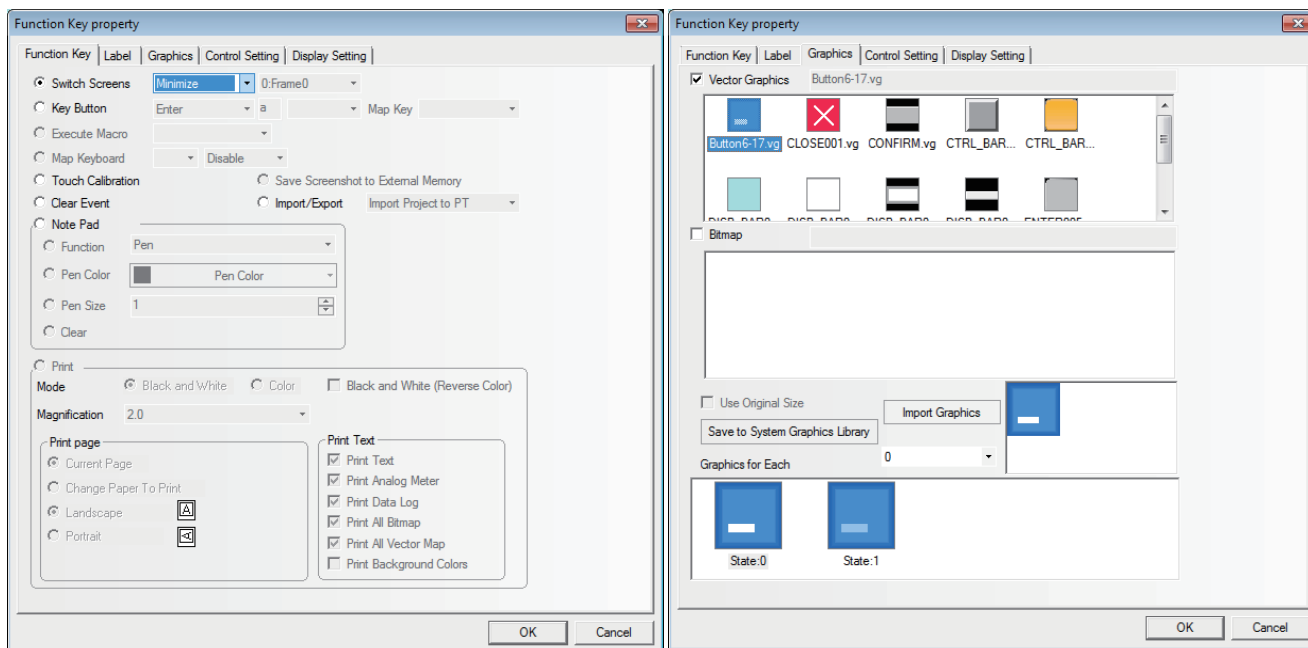 Function Key property
Function Key Label Graphics Control Setting Display Setting
Switch Screens Minimize 0:Frame0
Key Button Enter a Map Key
Execute Macro
Map Keyboard Disable
Touch Calibration Save Screenshot to External Memory
Clear Event Import/Export Import Project to PT
Note Pad
Function Pen
Pen Color Pen Color
Pen Size 1
Clear
Print
Mode Black and White Color Black and White (Reverse Color)
Magnification 2.0
Print page
Current Page
Change Paper To Print
Landscape A
Portrait A
Print Text
Print Text
Print Analog Meter
Print Data Log
Print All Bitmap
Print All Vector Map
Print Background Colors
OK Cancel
Function Key property
Function Key Label Graphics Control Setting Display Setting
Vector Graphics Button6-17.vg
Button6-17.vg CLOSE001.vg CONFIRM.vg CTRL_BAR... CTRL_BAR...
Bitmap
Use Original Size
Import Graphics
Save to System Graphics Library
Graphics for Each 0
State:0 State:1
OK Cancel